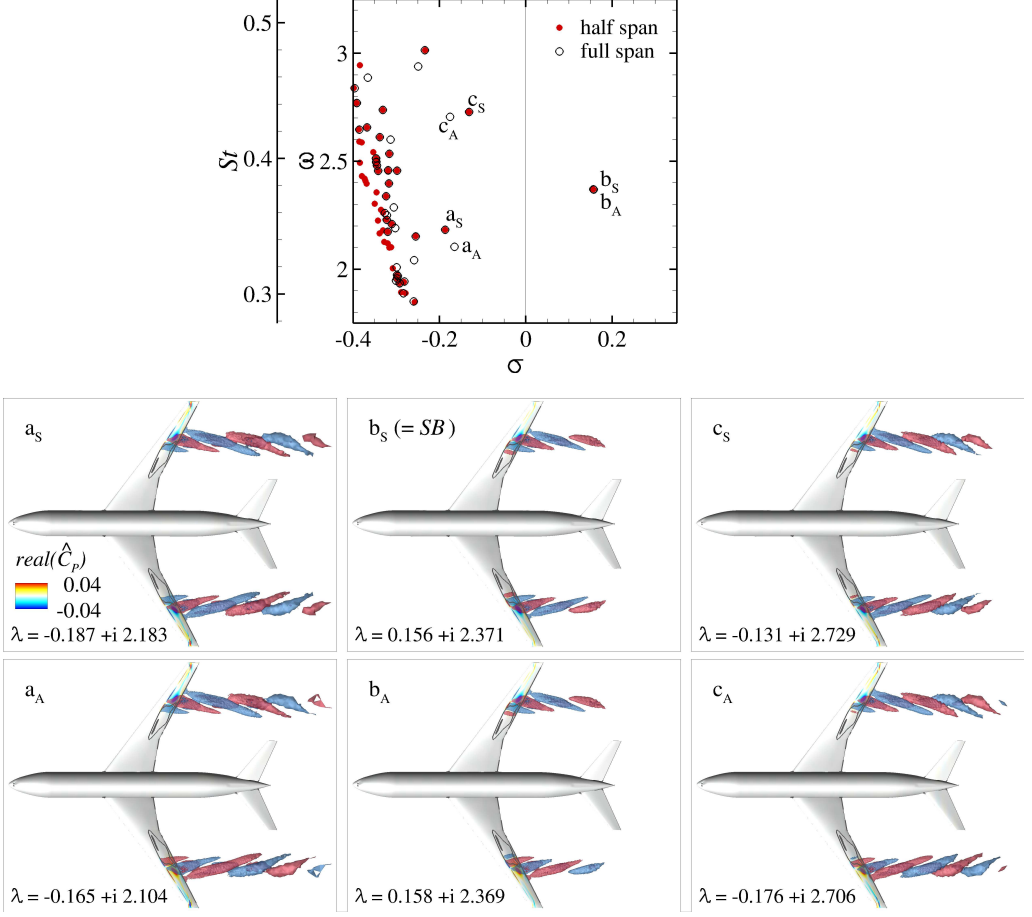 0.5
0.4
0.3
St
3
2.5
2
ω
half span
full span
c_S
c_A
b_S
b_A
a_S
a_A
-0.4
-0.2
0
0.2
σ
a_S
real(Ĉ_P)
0.04
-0.04
λ = -0.187 +i 2.183
b_S (= SB )
λ = 0.156 +i 2.371
c_S
λ = -0.131 +i 2.729
a_A
λ = -0.165 +i 2.104
b_A
λ = 0.158 +i 2.369
c_A
λ = -0.176 +i 2.706